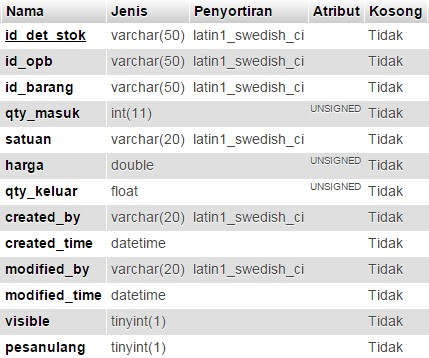 Nama Jenis Penyortiran Atribut Kosong
id_det_stok varchar(50) latin1_swedish_ci Tidak
id_opb varchar(50) latin1_swedish_ci Tidak
id_barang varchar(50) latin1_swedish_ci Tidak
qty_masuk int(11) UNSIGNED Tidak
satuan varchar(20) latin1_swedish_ci Tidak
harga double UNSIGNED Tidak
qty_keluar float UNSIGNED Tidak
created_by varchar(20) latin1_swedish_ci Tidak
created_time datetime Tidak
modified_by varchar(20) latin1_swedish_ci Tidak
modified_time datetime Tidak
visible tinyint(1) Tidak
pesanulang tinyint(1) Tidak